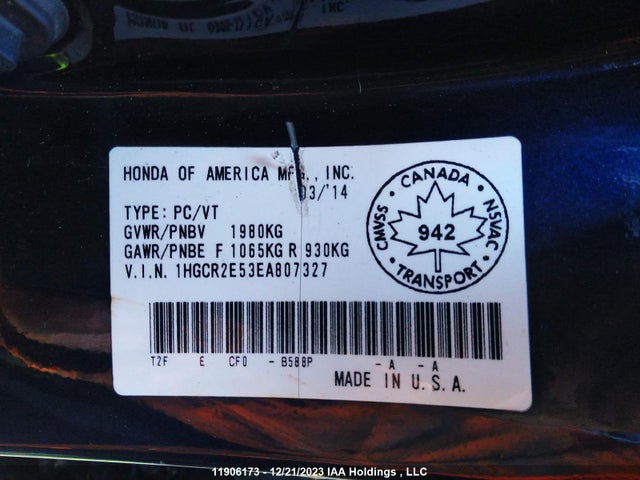 HONDA OF AMERICA MFG., INC.
03/'14
TYPE: PC/VT
GVWR/PNBV 1980KG
GAWR/PNBE F 1065KG R 930KG
V.I.N. 1HGCR2E53EA807327
CANADA
CMVSS
NSVAC
942
TRANSPORT
T2F E CF0 - B588P - A - A
MADE IN U.S.A.
11906173 - 12/21/2023 IAA Holdings , LLC